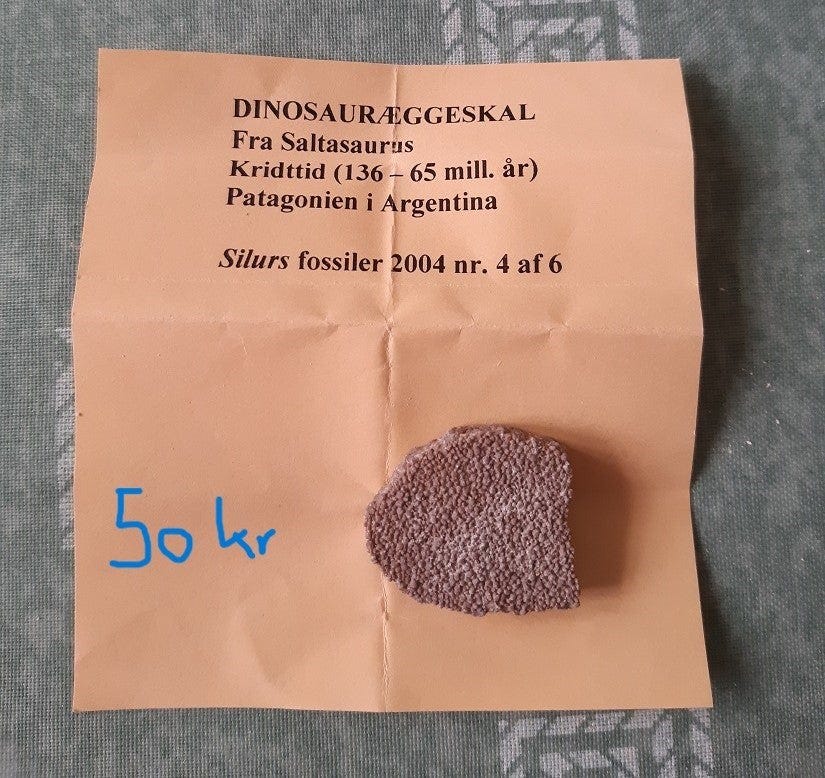 DINOSAURÆGGESKAL
Fra Saltasaurus
Kridttid (136 – 65 mill. år)
Patagonien i Argentina
Silurs fossiler 2004 nr. 4 af 6
50 kr